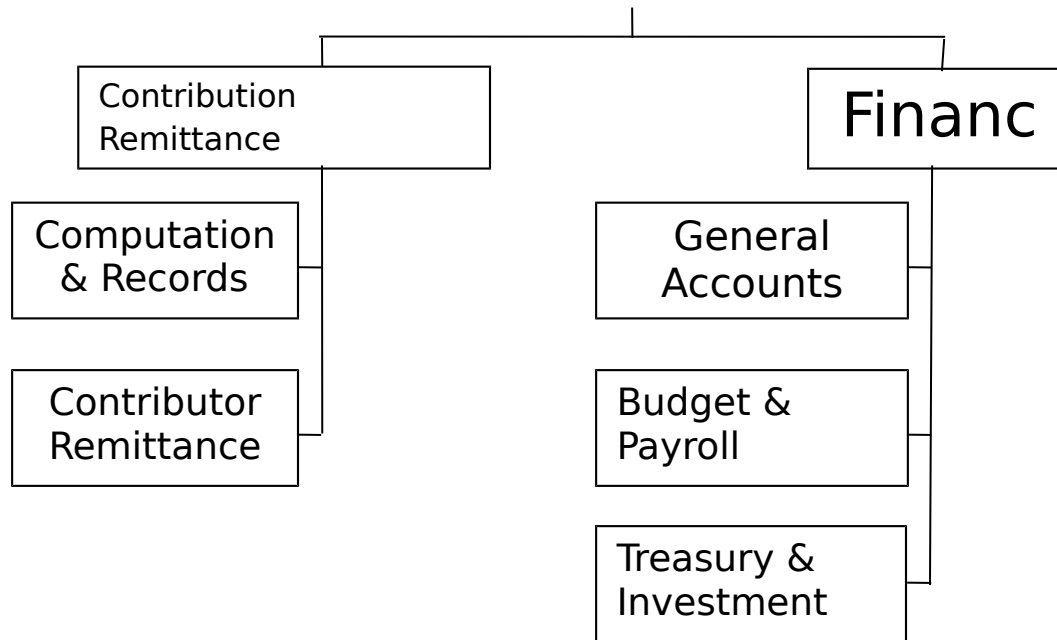 Contribution
Remittance
Financ
Computation
& Records
General
Accounts
Contributor
Remittance
Budget &
Payroll
Treasury &
Investment